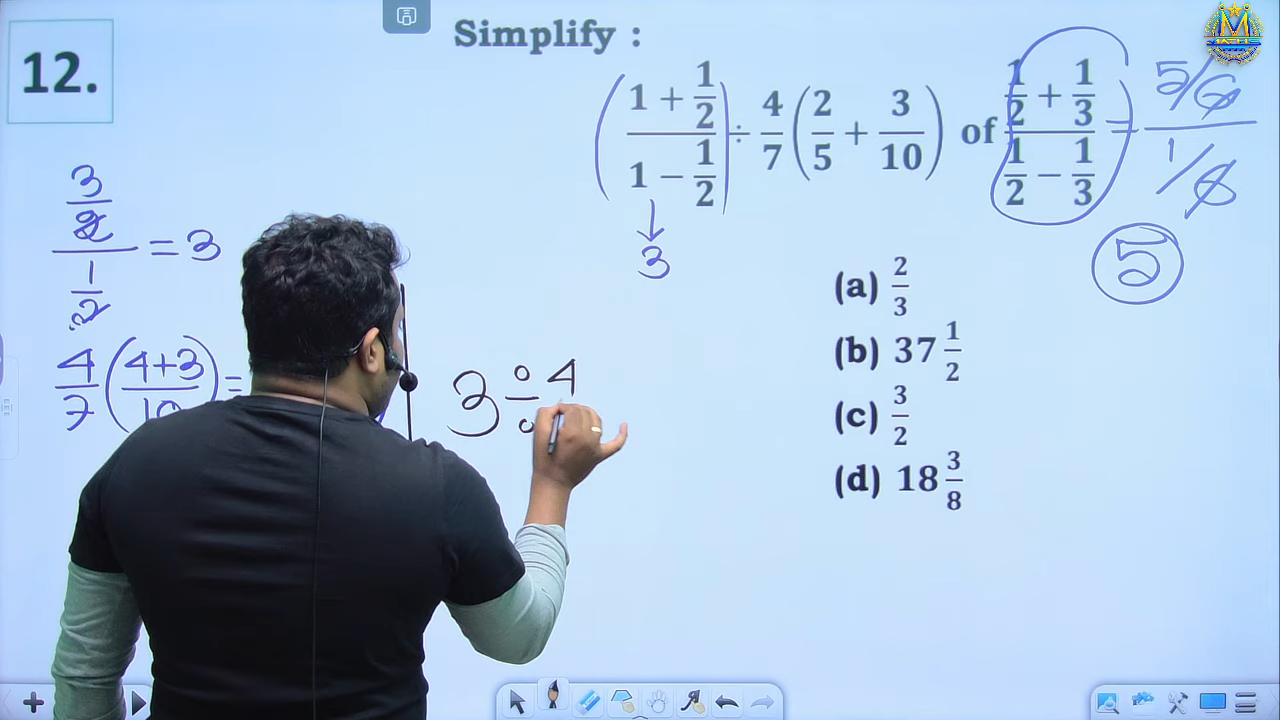 12.
Simplify :
(1 + 1/2 / 1 − 1/2) ÷ 4/7 (2/5 + 3/10) of 1/2 + 1/3 / 1/2 − 1/3 = 5/6 / 1/6
3
5
3/2 / 1/2 = 3
4/7 (4+3/10) =
3 ÷ 4
(a) 2/3
(b) 37 1/2
(c) 3/2
(d) 18 3/8